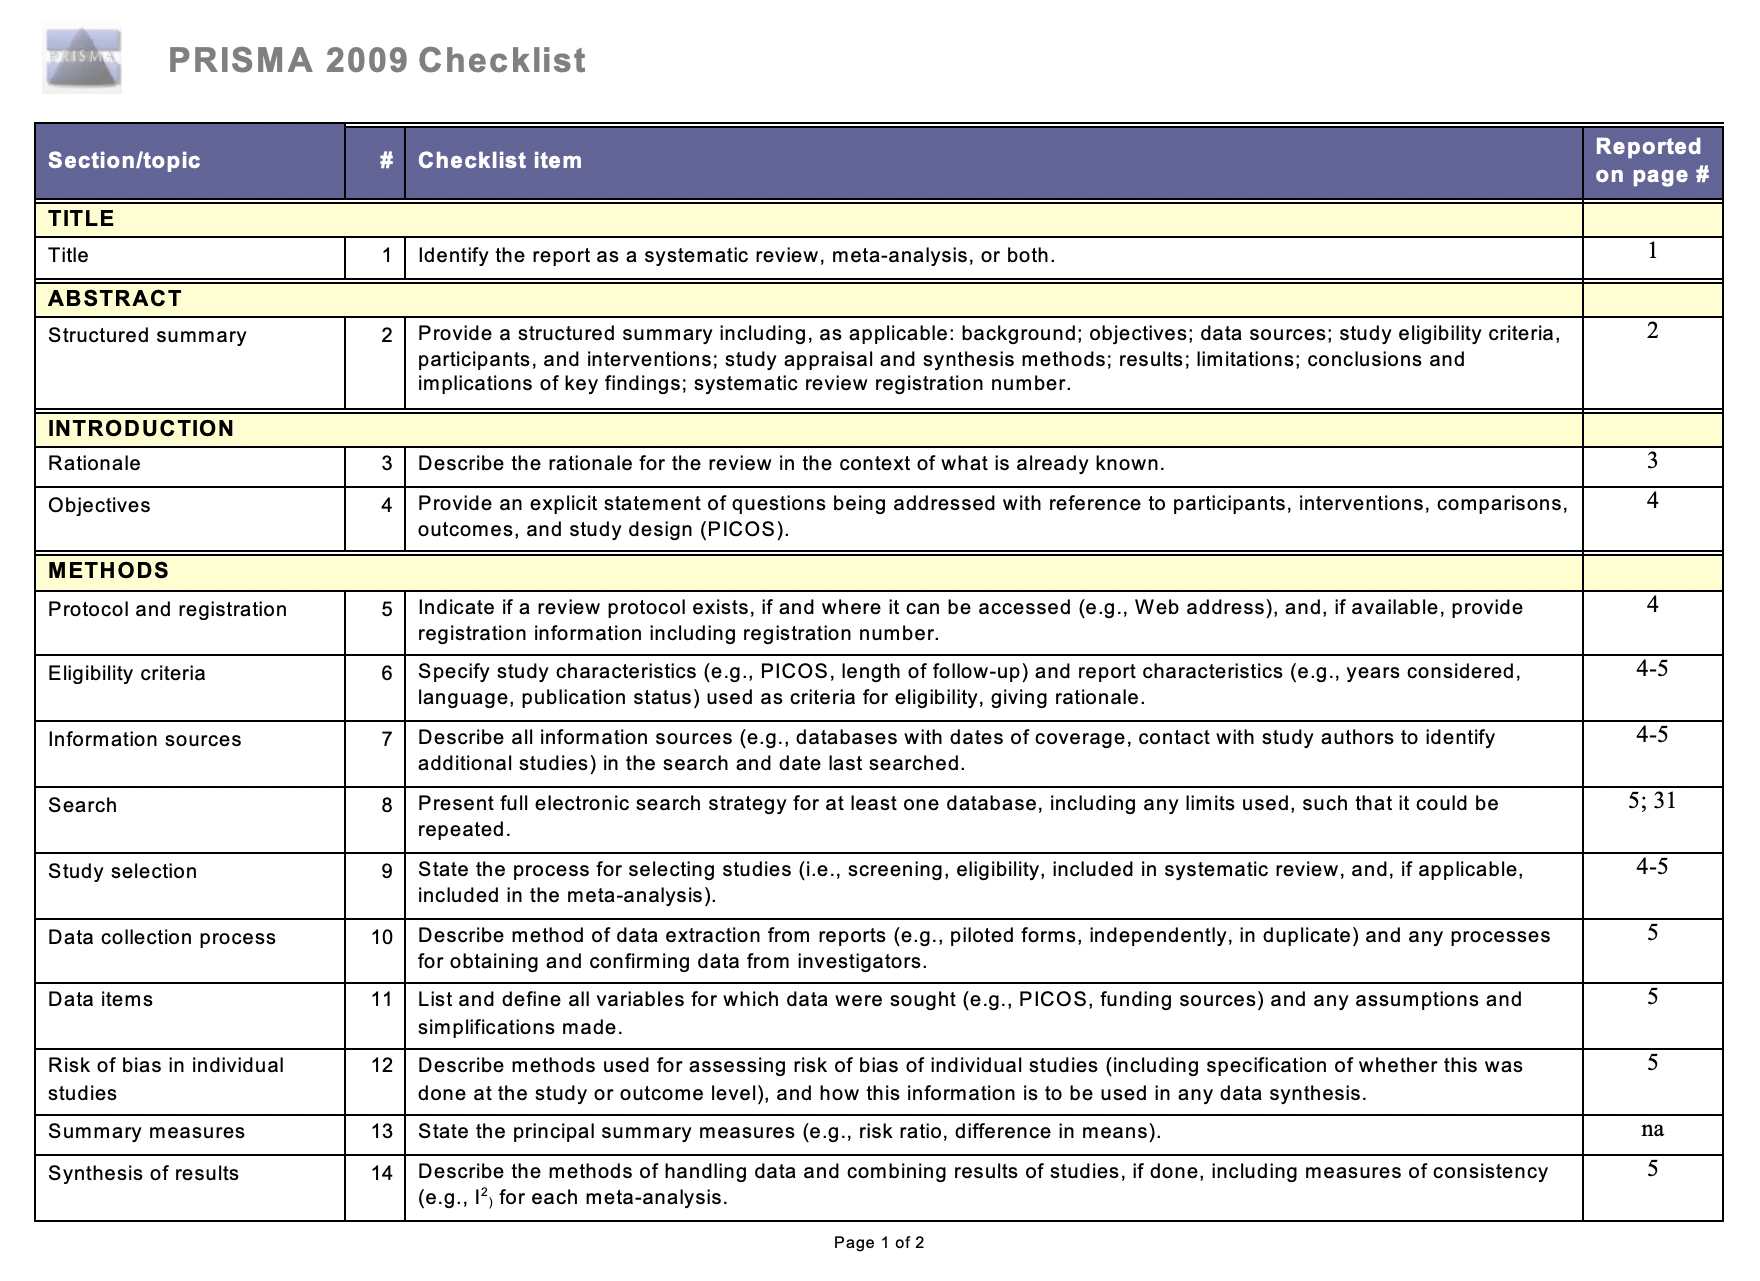 PRISMA
PRISMA 2009 Checklist
Section/topic # Checklist item Reported on page #
TITLE
Title 1 Identify the report as a systematic review, meta-analysis, or both. 1
ABSTRACT
Structured summary 2 Provide a structured summary including, as applicable: background; objectives; data sources; study eligibility criteria, 2
participants, and interventions; study appraisal and synthesis methods; results; limitations; conclusions and
implications of key findings; systematic review registration number.
INTRODUCTION
Rationale 3 Describe the rationale for the review in the context of what is already known. 3
Objectives 4 Provide an explicit statement of questions being addressed with reference to participants, interventions, comparisons, 4
outcomes, and study design (PICOS).
METHODS
Protocol and registration 5 Indicate if a review protocol exists, if and where it can be accessed (e.g., Web address), and, if available, provide 4
registration information including registration number.
Eligibility criteria 6 Specify study characteristics (e.g., PICOS, length of follow-up) and report characteristics (e.g., years considered, 4-5
language, publication status) used as criteria for eligibility, giving rationale.
Information sources 7 Describe all information sources (e.g., databases with dates of coverage, contact with study authors to identify 4-5
additional studies) in the search and date last searched.
Search 8 Present full electronic search strategy for at least one database, including any limits used, such that it could be 5; 31
repeated.
Study selection 9 State the process for selecting studies (i.e., screening, eligibility, included in systematic review, and, if applicable, 4-5
included in the meta-analysis).
Data collection process 10 Describe method of data extraction from reports (e.g., piloted forms, independently, in duplicate) and any processes 5
for obtaining and confirming data from investigators.
Data items 11 List and define all variables for which data were sought (e.g., PICOS, funding sources) and any assumptions and 5
simplifications made.
Risk of bias in individual 12 Describe methods used for assessing risk of bias of individual studies (including specification of whether this was 5
studies done at the study or outcome level), and how this information is to be used in any data synthesis.
Summary measures 13 State the principal summary measures (e.g., risk ratio, difference in means). na
Synthesis of results 14 Describe the methods of handling data and combining results of studies, if done, including measures of consistency 5
(e.g., I²) for each meta-analysis.
Page 1 of 2